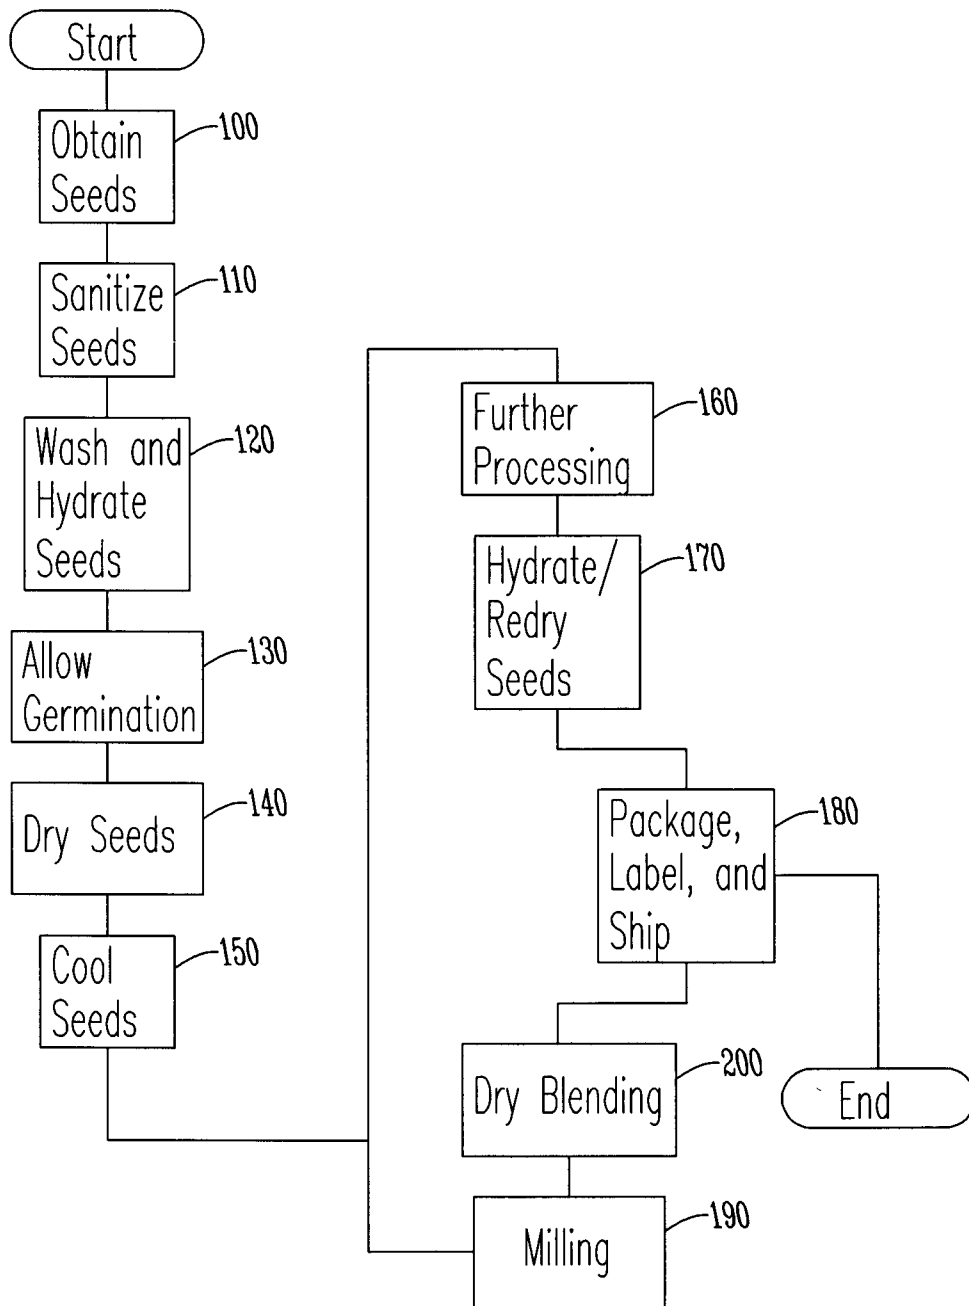 Start
100
Obtain
Seeds
110
Sanitize
Seeds
120
Wash and
Hydrate
Seeds
130
Allow
Germination
140
Dry Seeds
150
Cool
Seeds
160
Further
Processing
170
Hydrate/
Redry
Seeds
180
Package,
Label, and
Ship
200
Dry Blending
End
190
Milling